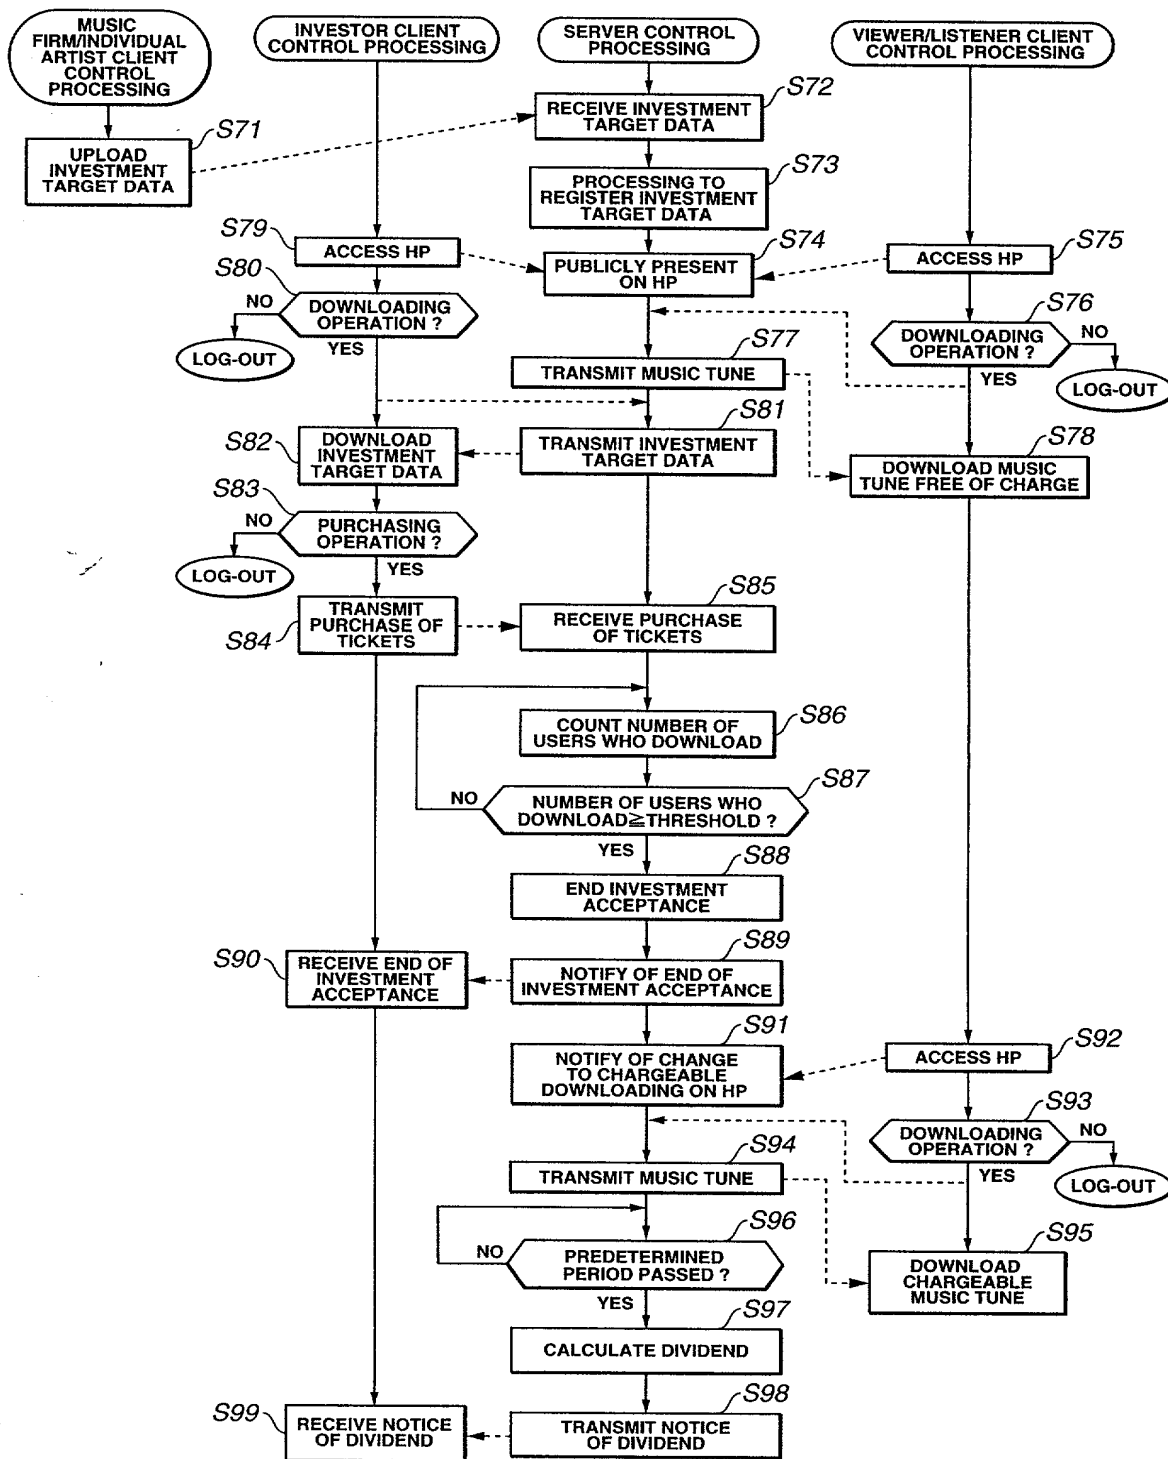 MUSIC
FIRM/INDIVIDUAL
ARTIST CLIENT
CONTROL
PROCESSING
INVESTOR CLIENT
CONTROL PROCESSING
SERVER CONTROL
PROCESSING
VIEWER/LISTENER CLIENT
CONTROL PROCESSING
S71
UPLOAD
INVESTMENT
TARGET DATA
S72
RECEIVE INVESTMENT
TARGET DATA
S73
PROCESSING TO
REGISTER INVESTMENT
TARGET DATA
S79
ACCESS HP
S74
PUBLICLY PRESENT
ON HP
S75
ACCESS HP
S80
NO
DOWNLOADING
OPERATION ?
YES
LOG-OUT
S76
DOWNLOADING
OPERATION ?
NO
YES
LOG-OUT
S77
TRANSMIT MUSIC TUNE
S81
TRANSMIT INVESTMENT
TARGET DATA
S82
DOWNLOAD
INVESTMENT
TARGET DATA
S78
DOWNLOAD MUSIC
TUNE FREE OF CHARGE
S83
NO
PURCHASING
OPERATION ?
YES
LOG-OUT
S84
TRANSMIT
PURCHASE OF
TICKETS
S85
RECEIVE PURCHASE
OF TICKETS
S86
COUNT NUMBER OF
USERS WHO DOWNLOAD
S87
NO
NUMBER OF USERS WHO
DOWNLOAD≧THRESHOLD ?
YES
S88
END INVESTMENT
ACCEPTANCE
S89
NOTIFY OF END OF
INVESTMENT ACCEPTANCE
S90
RECEIVE END OF
INVESTMENT
ACCEPTANCE
S91
NOTIFY OF CHANGE
TO CHARGEABLE
DOWNLOADING ON HP
S92
ACCESS HP
S93
DOWNLOADING
OPERATION ?
NO
YES
LOG-OUT
S94
TRANSMIT MUSIC TUNE
S95
DOWNLOAD
CHARGEABLE
MUSIC TUNE
S96
NO
PREDETERMINED
PERIOD PASSED ?
YES
S97
CALCULATE DIVIDEND
S98
TRANSMIT NOTICE
OF DIVIDEND
S99
RECEIVE NOTICE
OF DIVIDEND